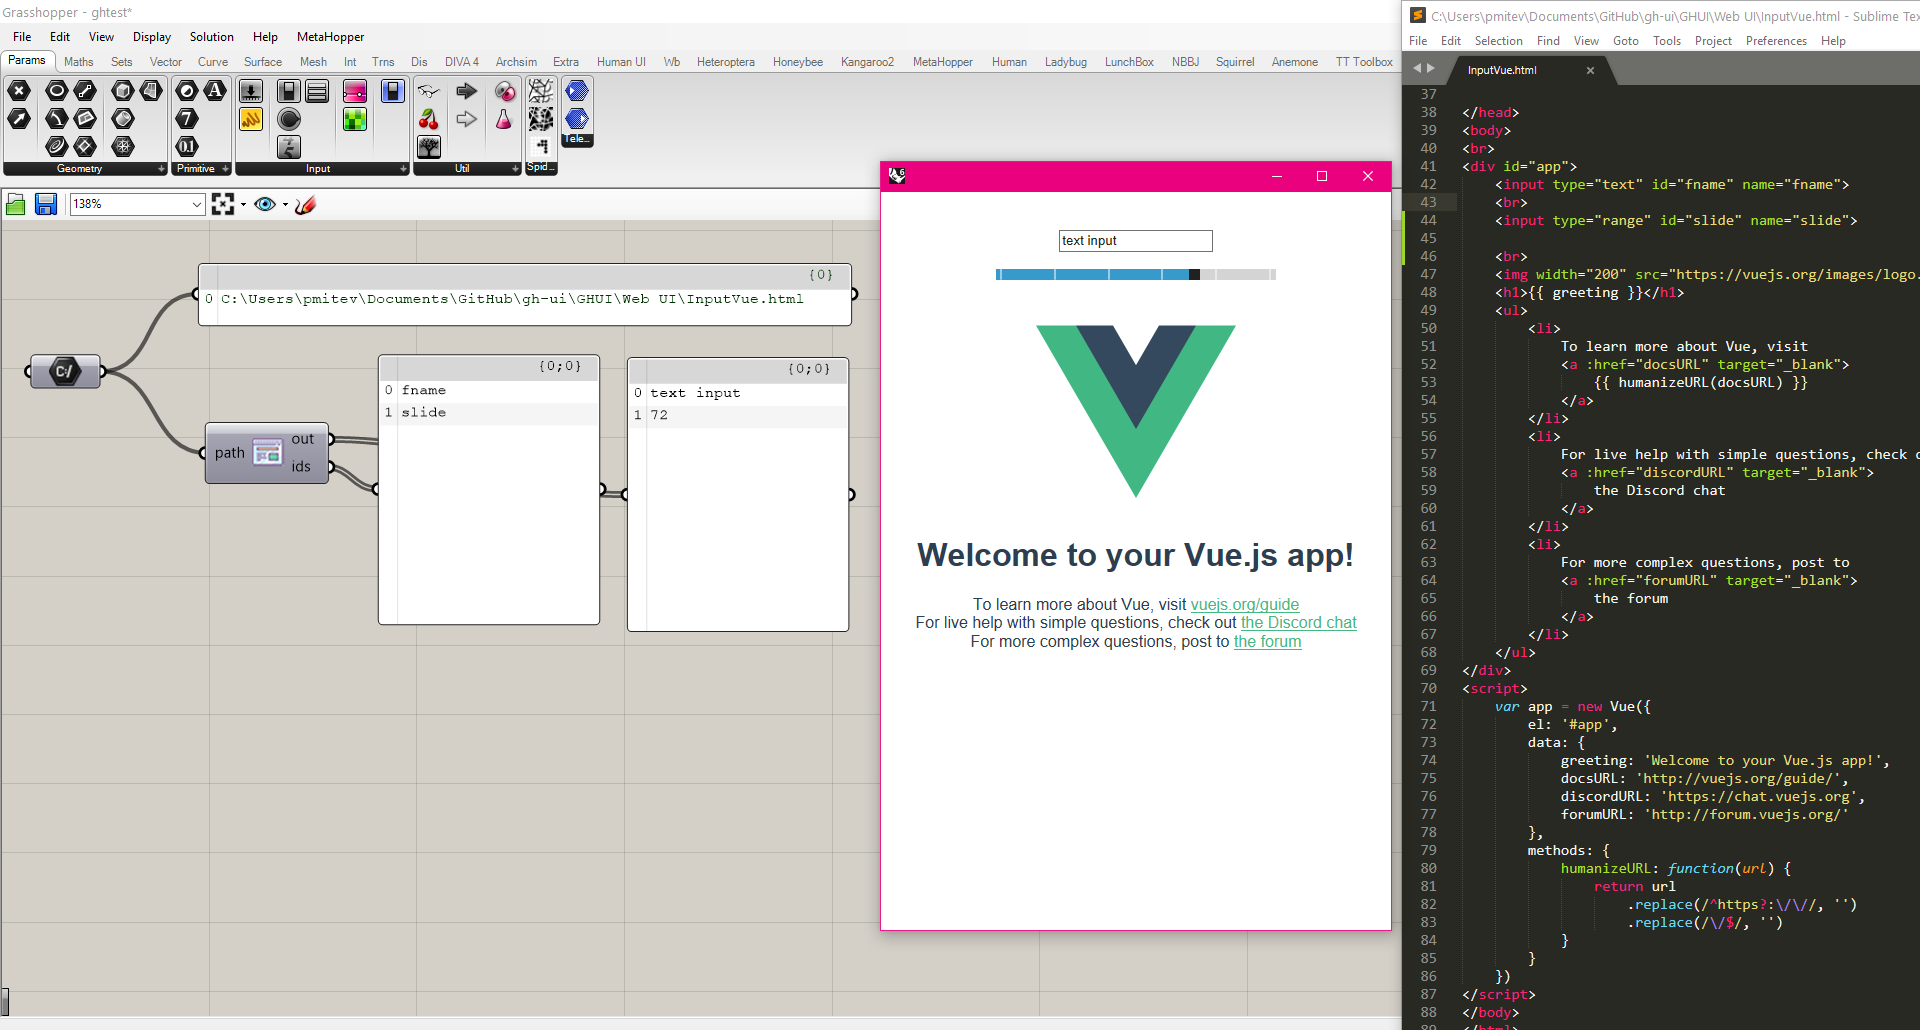 Grasshopper - ghtest*
File Edit View Display Solution Help MetaHopper
Params Maths Sets Vector Curve Surface Mesh Int Trns Dis DIVA 4 Archsim Extra Human UI Wb Heteroptera Honeybee Kangaroo2 MetaHopper Human Ladybug LunchBox NBBJ Squirrel Anemone TT Toolbox
Geometry Primitive Input Util Spid... Tele...
138%
{0}
0 C:\Users\pmitev\Documents\GitHub\gh-ui\GHUI\Web UI\InputVue.html
C:/
path out ids
{0;0}
0 fname
1 slide
{0;0}
0 text input
1 72
text input
Welcome to your Vue.js app!
To learn more about Vue, visit vuejs.org/guide
For live help with simple questions, check out the Discord chat
For more complex questions, post to the forum
C:\Users\pmitev\Documents\GitHub\gh-ui\GHUI\Web UI\InputVue.html - Sublime Tex
File Edit Selection Find View Goto Tools Project Preferences Help
InputVue.html
37
38 </head>
39 <body>
40 <br>
41 <div id="app">
42 <input type="text" id="fname" name="fname">
43 <br>
44 <input type="range" id="slide" name="slide">
45
46 <br>
47 <img width="200" src="https://vuejs.org/images/logo.
48 <h1>{{ greeting }}</h1>
49 <ul>
50 <li>
51 To learn more about Vue, visit
52 <a :href="docsURL" target="_blank">
53 {{ humanizeURL(docsURL) }}
54 </a>
55 </li>
56 <li>
57 For live help with simple questions, check o
58 <a :href="discordURL" target="_blank">
59 the Discord chat
60 </a>
61 </li>
62 <li>
63 For more complex questions, post to
64 <a :href="forumURL" target="_blank">
65 the forum
66 </a>
67 </li>
68 </ul>
69 </div>
70 <script>
71 var app = new Vue({
72 el: '#app',
73 data: {
74 greeting: 'Welcome to your Vue.js app!',
75 docsURL: 'http://vuejs.org/guide/',
76 discordURL: 'https://chat.vuejs.org',
77 forumURL: 'http://forum.vuejs.org/'
78 },
79 methods: {
80 humanizeURL: function(url) {
81 return url
82 .replace(/^https?:\/\//, '')
83 .replace(/\/$/, '')
84 }
85 }
86 })
87 </script>
88 </body>
89 </html>